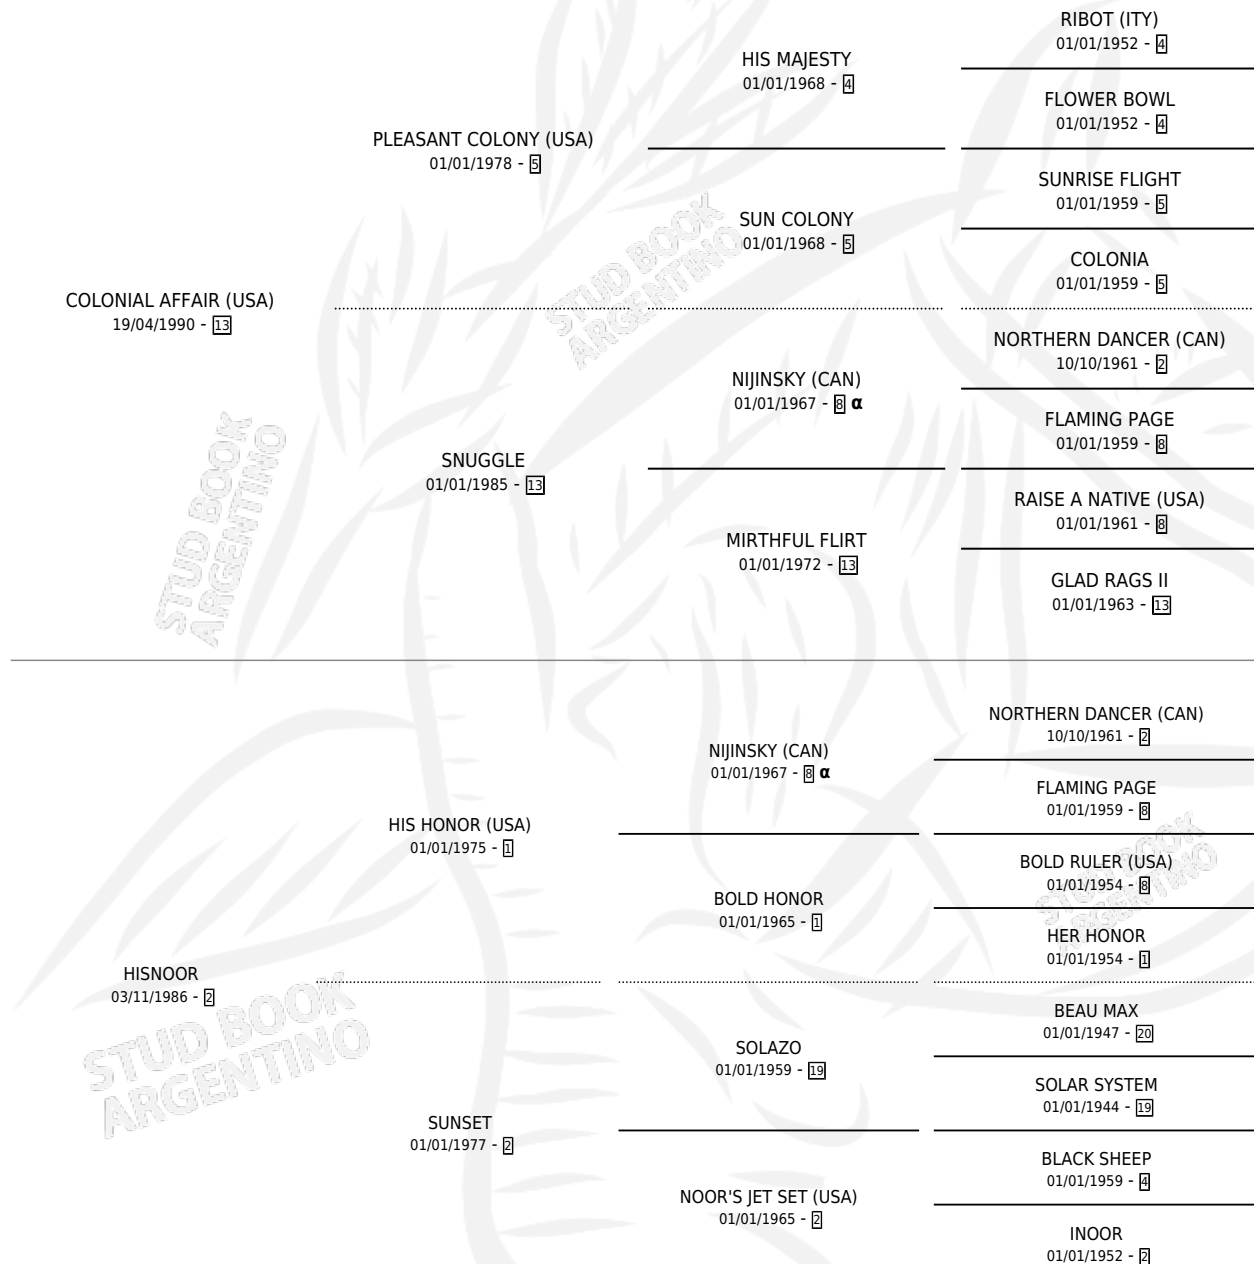 RIBOT (ITY)
01/01/1952 - 4
HIS MAJESTY
01/01/1968 - 4
FLOWER BOWL
01/01/1952 - 4
PLEASANT COLONY (USA)
01/01/1978 - 5
SUNRISE FLIGHT
01/01/1959 - 5
SUN COLONY
01/01/1968 - 5
COLONIA
01/01/1959 - 5
COLONIAL AFFAIR (USA)
19/04/1990 - 13
NORTHERN DANCER (CAN)
10/10/1961 - 2
NIJINSKY (CAN)
01/01/1967 - 8 α
FLAMING PAGE
01/01/1959 - 8
SNUGGLE
01/01/1985 - 13
RAISE A NATIVE (USA)
01/01/1961 - 8
MIRTHFUL FLIRT
01/01/1972 - 13
GLAD RAGS II
01/01/1963 - 13
NORTHERN DANCER (CAN)
10/10/1961 - 2
NIJINSKY (CAN)
01/01/1967 - 8 α
FLAMING PAGE
01/01/1959 - 8
HIS HONOR (USA)
01/01/1975 - 1
BOLD RULER (USA)
01/01/1954 - 8
BOLD HONOR
01/01/1965 - 1
HER HONOR
01/01/1954 - 1
HISNOOR
03/11/1986 - 2
BEAU MAX
01/01/1947 - 20
SOLAZO
01/01/1959 - 19
SOLAR SYSTEM
01/01/1944 - 19
SUNSET
01/01/1977 - 2
BLACK SHEEP
01/01/1959 - 4
NOOR'S JET SET (USA)
01/01/1965 - 2
INOOR
01/01/1952 - 2
STUD BOOK
ARGENTINO
STUD BOOK
ARGENTINO
STUD BOOK
ARGENTINO
STUD BOOK
ARGENTINO